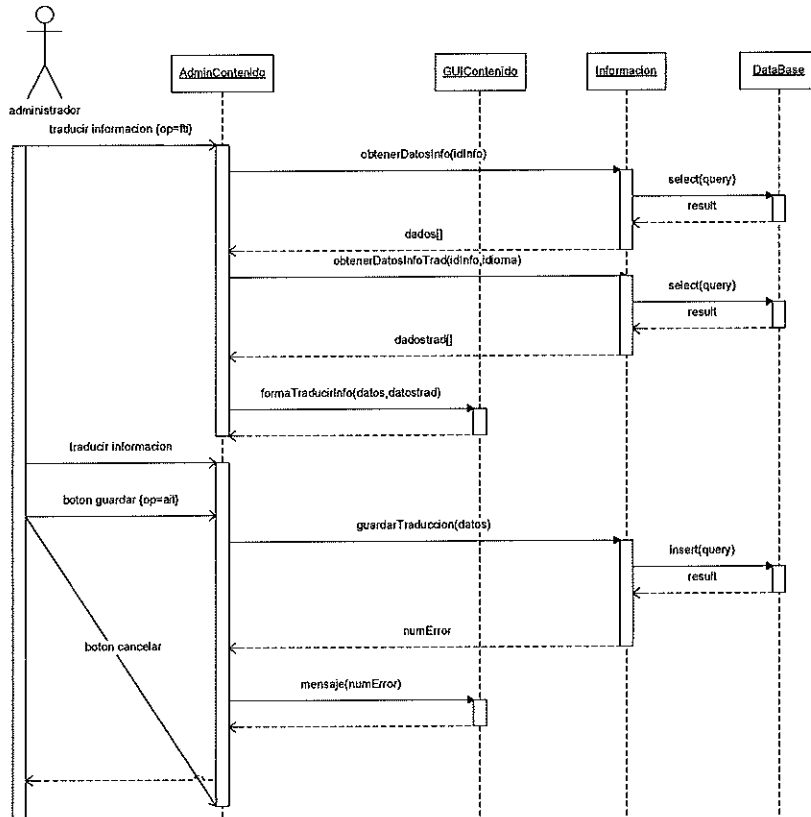 AdminContenido
GUIContenido
Informacion
DataBase
administrador
traducir informacion {op=fti}
obtenerDatosInfo(idInfo)
select(query)
result
dados[]
obtenerDatosInfoTrad(idInfo,idioma)
select(query)
result
dadostrad[]
formaTraducirInfo(datos,datostrad)
traducir informacion
boton guardar {op=ait}
guardarTraduccion(datos)
insert(query)
result
numError
boton cancelar
mensaje(numError)